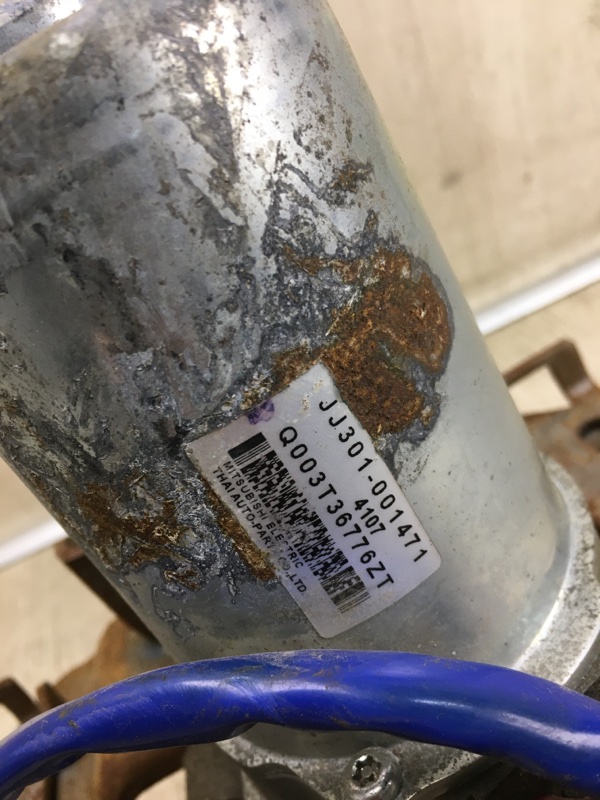 JJ301-001471
4107
Q003T36776ZT
MITSUBISHI ELECTRIC
THAI AUTO-PARTS CO.,LTD.